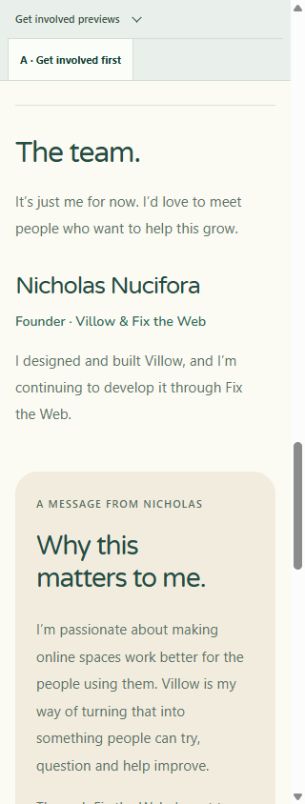 Get involved previews
A · Get involved first
The team.
It's just me for now. I'd love to meet
people who want to help this grow.
Nicholas Nucifora
Founder · Villow & Fix the Web
I designed and built Villow, and I'm
continuing to develop it through Fix
the Web.
A MESSAGE FROM NICHOLAS
Why this
matters to me.
I'm passionate about making
online spaces work better for the
people using them. Villow is my
way of turning that into
something people can try,
question and help improve.